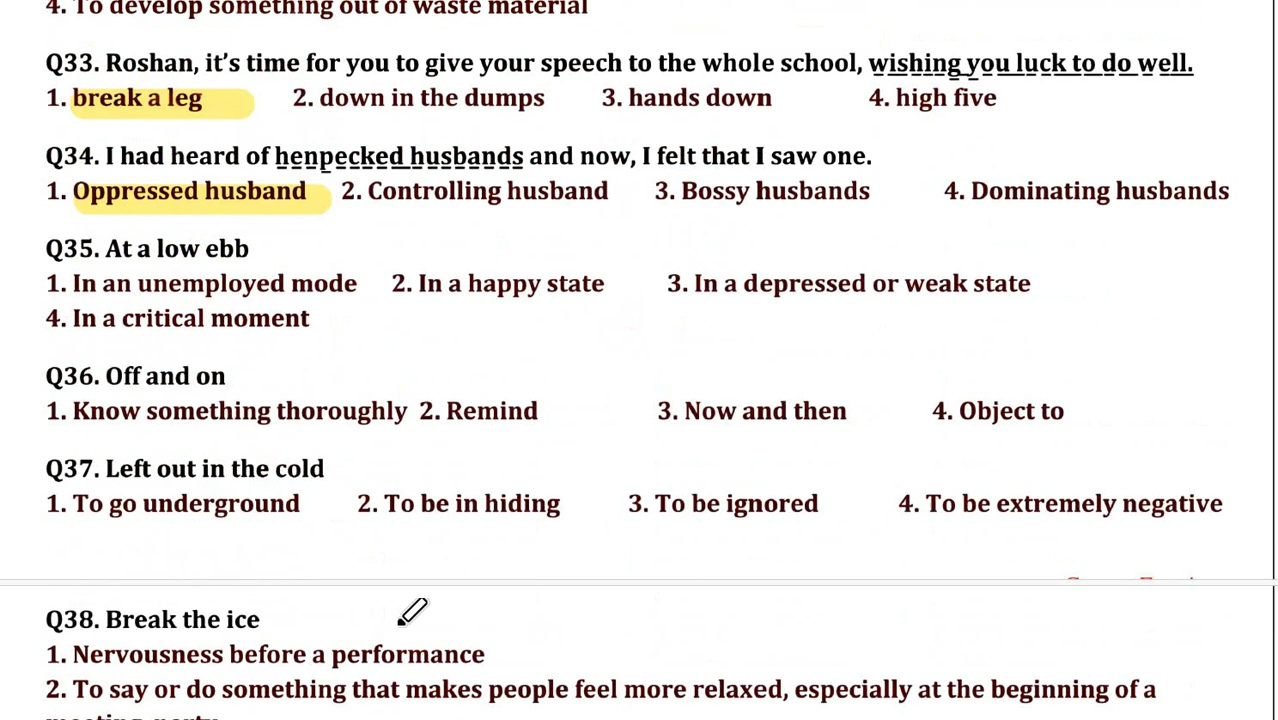 4. To develop something out of waste material
Q33. Roshan, it's time for you to give your speech to the whole school, wishing you luck to do well.
1. break a leg 2. down in the dumps 3. hands down 4. high five
Q34. I had heard of henpecked husbands and now, I felt that I saw one.
1. Oppressed husband 2. Controlling husband 3. Bossy husbands 4. Dominating husbands
Q35. At a low ebb
1. In an unemployed mode 2. In a happy state 3. In a depressed or weak state
4. In a critical moment
Q36. Off and on
1. Know something thoroughly 2. Remind 3. Now and then 4. Object to
Q37. Left out in the cold
1. To go underground 2. To be in hiding 3. To be ignored 4. To be extremely negative
Q38. Break the ice
1. Nervousness before a performance
2. To say or do something that makes people feel more relaxed, especially at the beginning of a